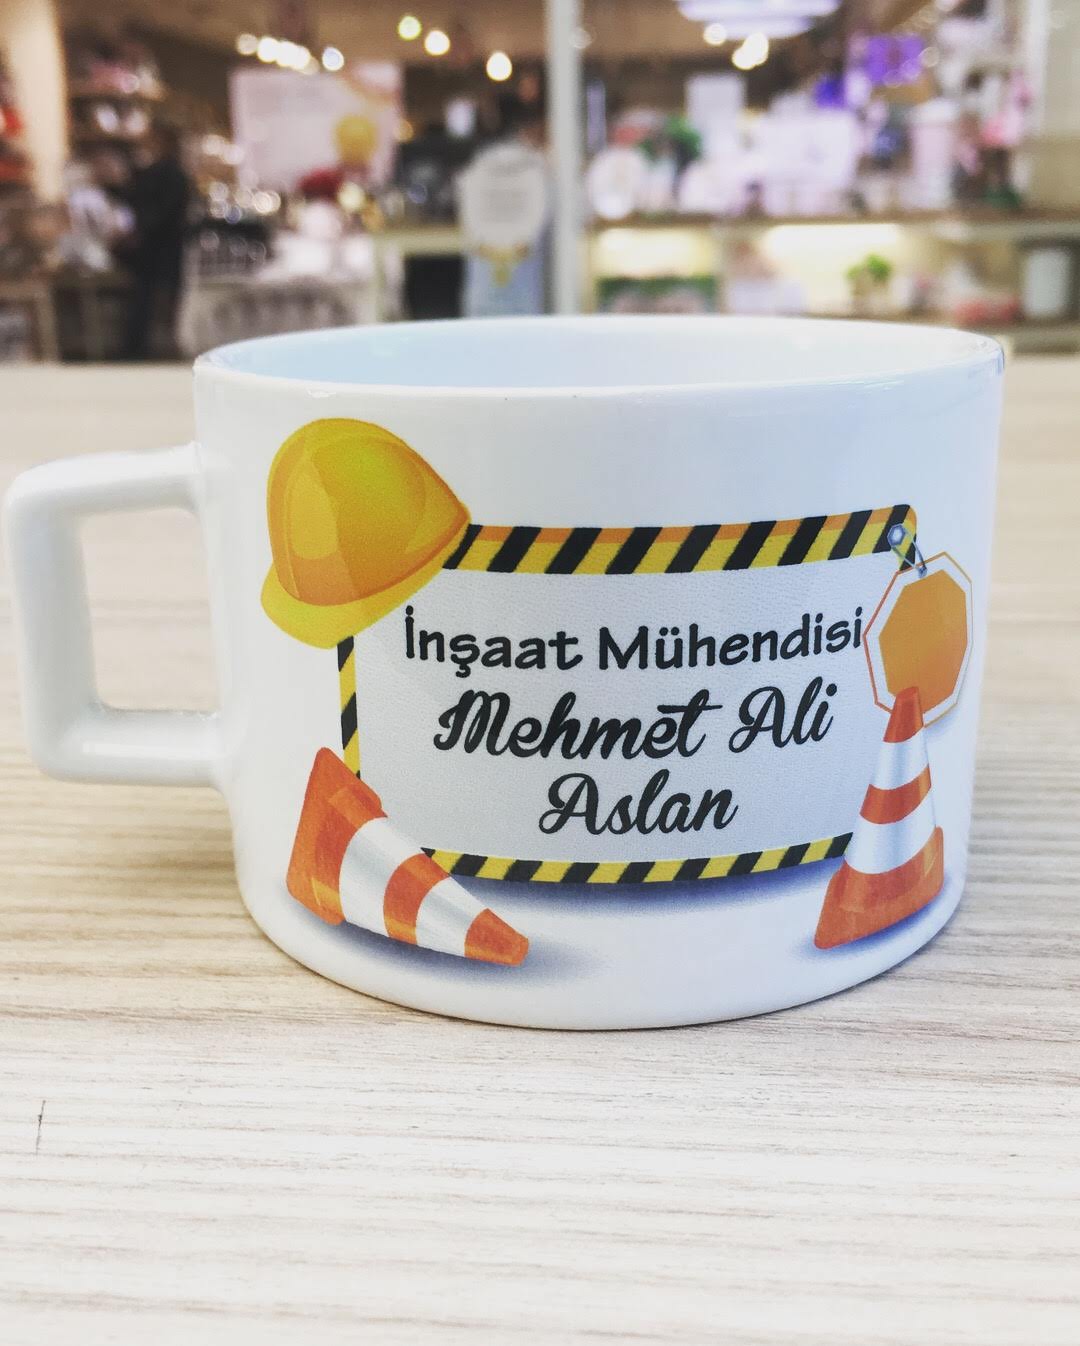 İnşaat Mühendisi
Mehmet Ali
Aslan